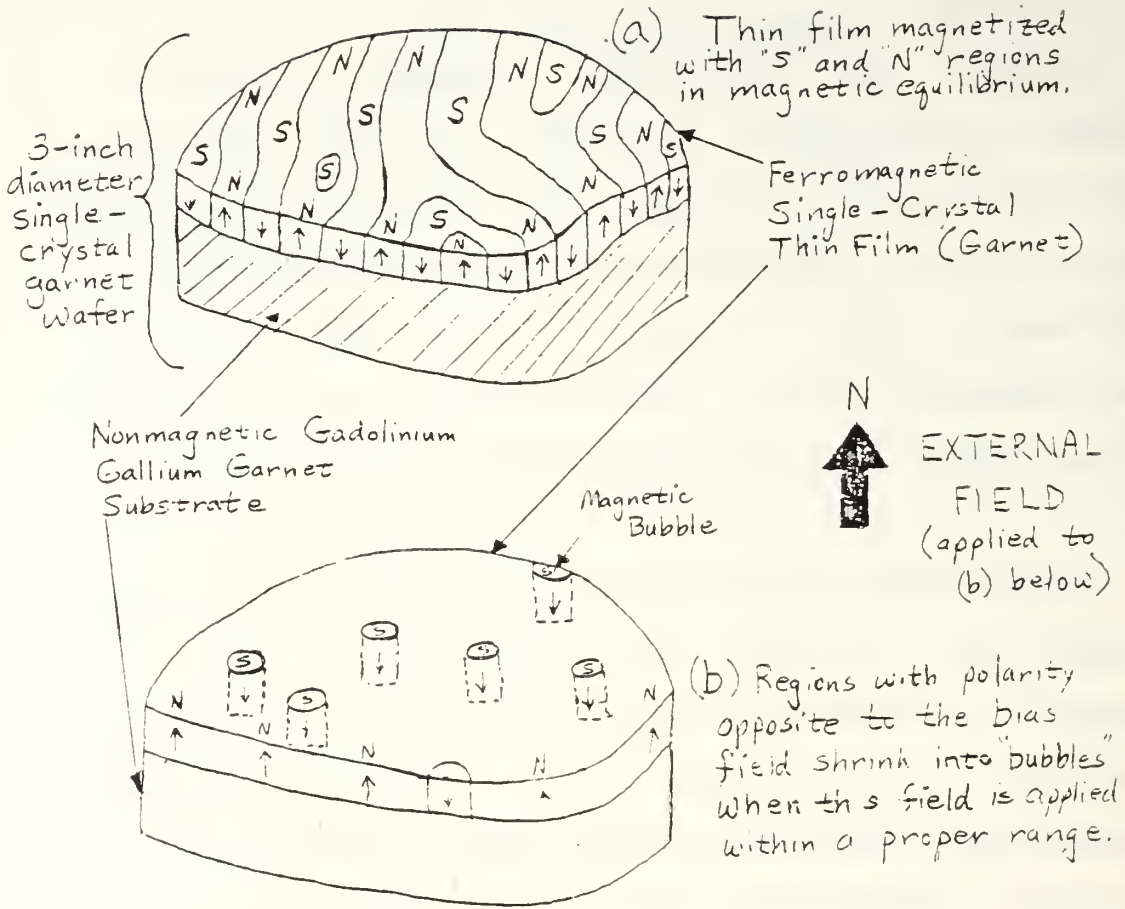 (a) Thin film magnetized
with "S" and "N" regions
in magnetic equilibrium.
N N N N S N
S N S S S S N S
S
N N N S N N
N
3-inch
diameter
single-
crystal
garnet
wafer
Ferromagnetic
Single-Crystal
Thin Film (Garnet)
Nonmagnetic Gadolinium
Gallium Garnet
Substrate
Magnetic
Bubble
N
EXTERNAL
FIELD
(applied to
(b) below)
S
S S S S
S
N N N N N
(b) Regions with polarity
opposite to the bias
field shrink into "bubbles"
when th s field is applied
within a proper range.